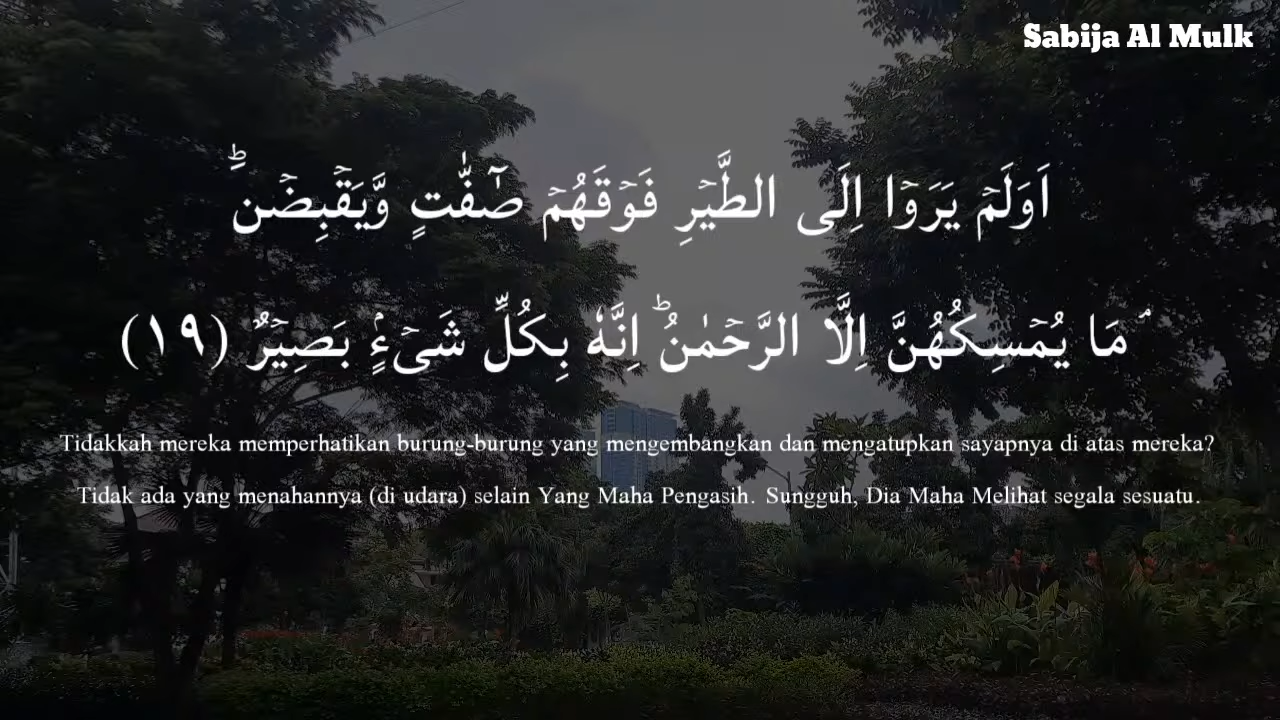 Sabija Al Mulk
اَوَلَمْ يَرَوْا اِلَى الطَّيْرِ فَوْقَهُمْ صٰۤفّٰتٍ وَّيَقْبِضْنَۗ
ۘ مَا يُمْسِكُهُنَّ اِلَّا الرَّحْمٰنُۗ اِنَّهٗ بِكُلِّ شَيْءٍۢ بَصِيْرٌ (١٩)
Tidakkah mereka memperhatikan burung-burung yang mengembangkan dan mengatupkan sayapnya di atas mereka?
Tidak ada yang menahannya (di udara) selain Yang Maha Pengasih. Sungguh, Dia Maha Melihat segala sesuatu.